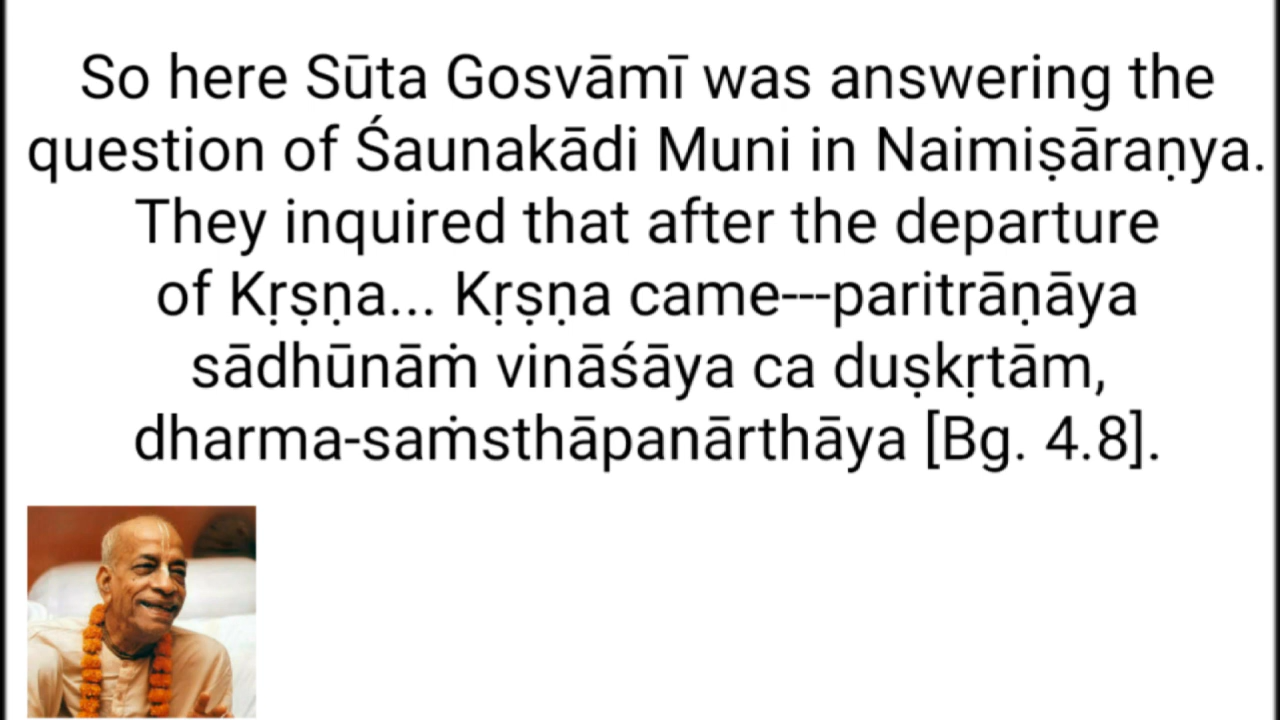 So here Sūta Gosvāmī was answering the
question of Śaunakādi Muni in Naimiṣāraṇya.
They inquired that after the departure
of Kṛṣṇa... Kṛṣṇa came---paritrāṇāya
sādhūnāṁ vināśāya ca duṣkṛtām,
dharma-saṁsthāpanārthāya [Bg. 4.8].